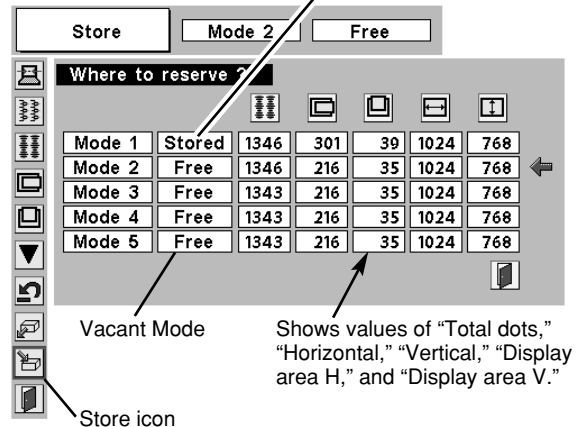 Store Mode 2 Free
Where to reserve ?
Mode 1 Stored 1346 301 39 1024 768
Mode 2 Free 1346 216 35 1024 768
Mode 3 Free 1343 216 35 1024 768
Mode 4 Free 1343 216 35 1024 768
Mode 5 Free 1343 216 35 1024 768
Vacant Mode
Shows values of “Total dots,”
“Horizontal,” “Vertical,” “Display
area H,” and “Display area V.”
Store icon